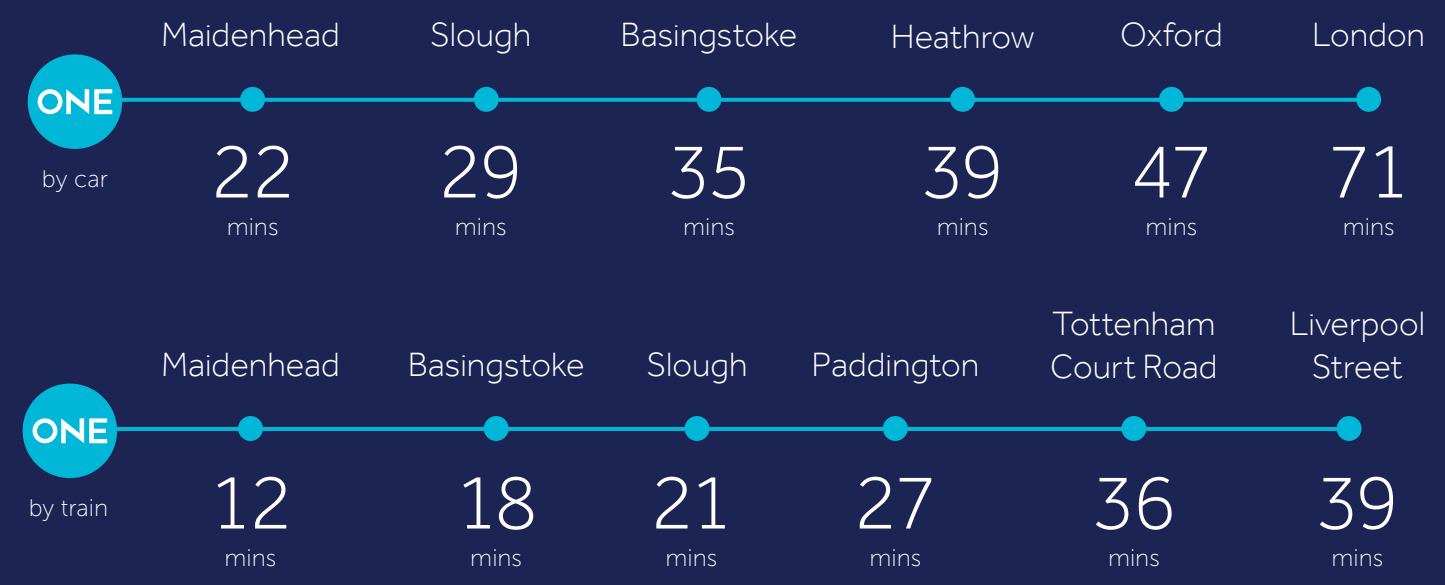 Maidenhead Slough Basingstoke Heathrow Oxford London
ONE
22 29 35 39 47 71
by car
mins mins mins mins mins mins
Tottenham Liverpool
Maidenhead Basingstoke Slough Paddington Court Road Street
ONE
12 18 21 27 36 39
by train
mins mins mins mins mins mins